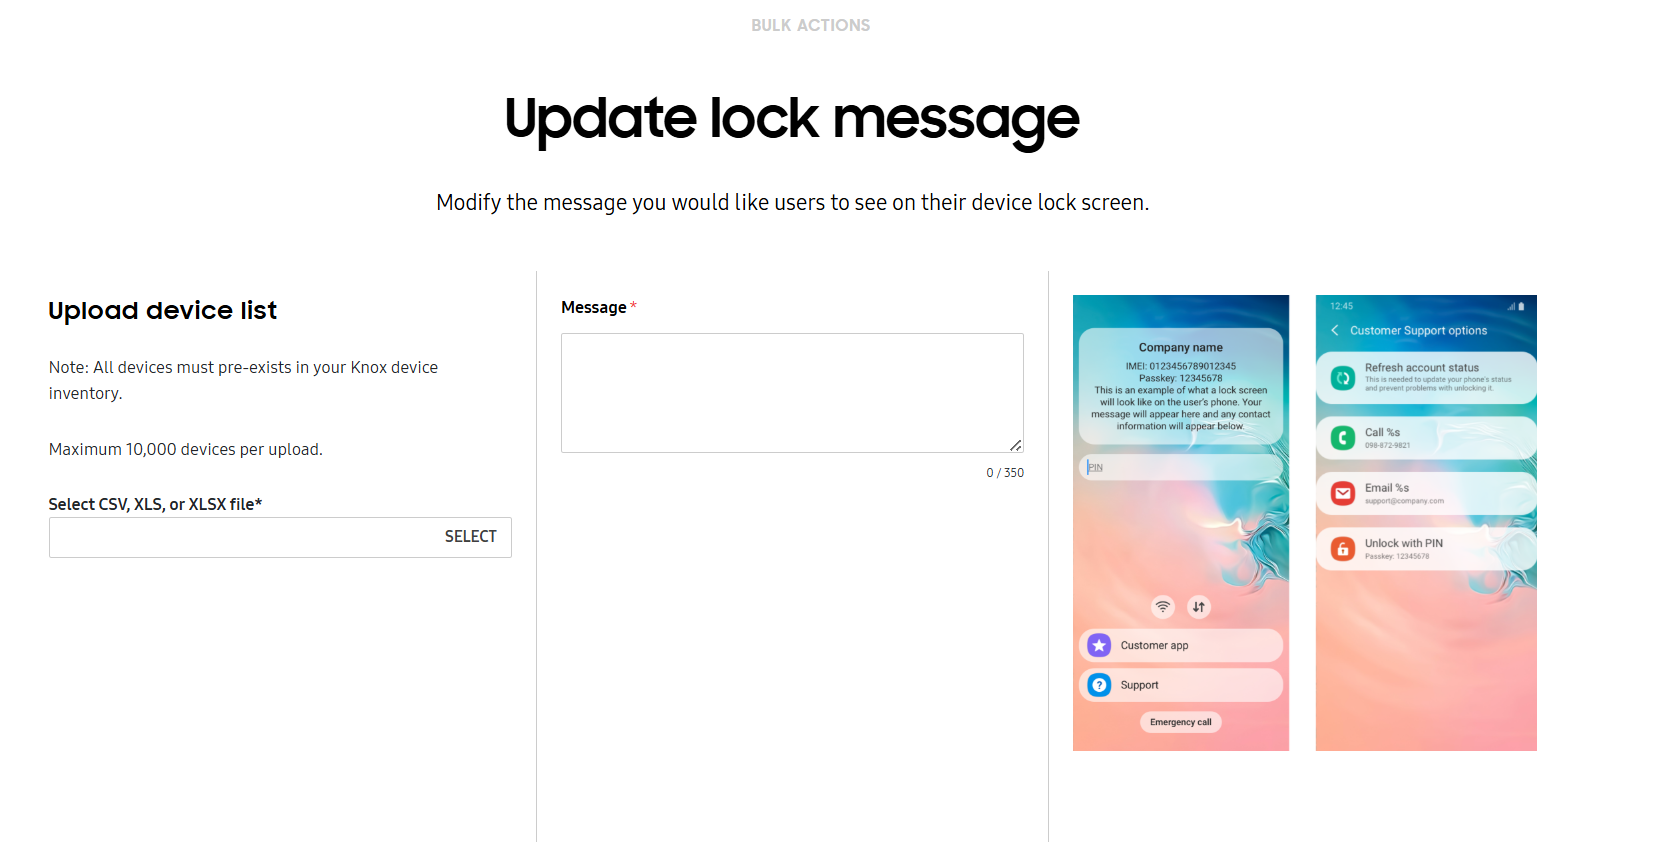 BULK ACTIONS
Update lock message
Modify the message you would like users to see on their device lock screen.
Upload device list
Note: All devices must pre-exists in your Knox device
inventory.
Maximum 10,000 devices per upload.
Select CSV, XLS, or XLSX file*
SELECT
Message *
0 / 350
Company name
IMEI: 0123456789012345
Passkey: 12345678
This is an example of what a lock screen
will look like on the user's phone. Your
message will appear here and any contact
information will appear below.
PIN
Customer app
Support
Emergency call
12:45
Customer Support options
Refresh account status
This is needed to update your phone's status
and prevent problems with unlocking it.
Call %s
098-872-9821
Email %s
support@company.com
Unlock with PIN
Passkey: 12345678